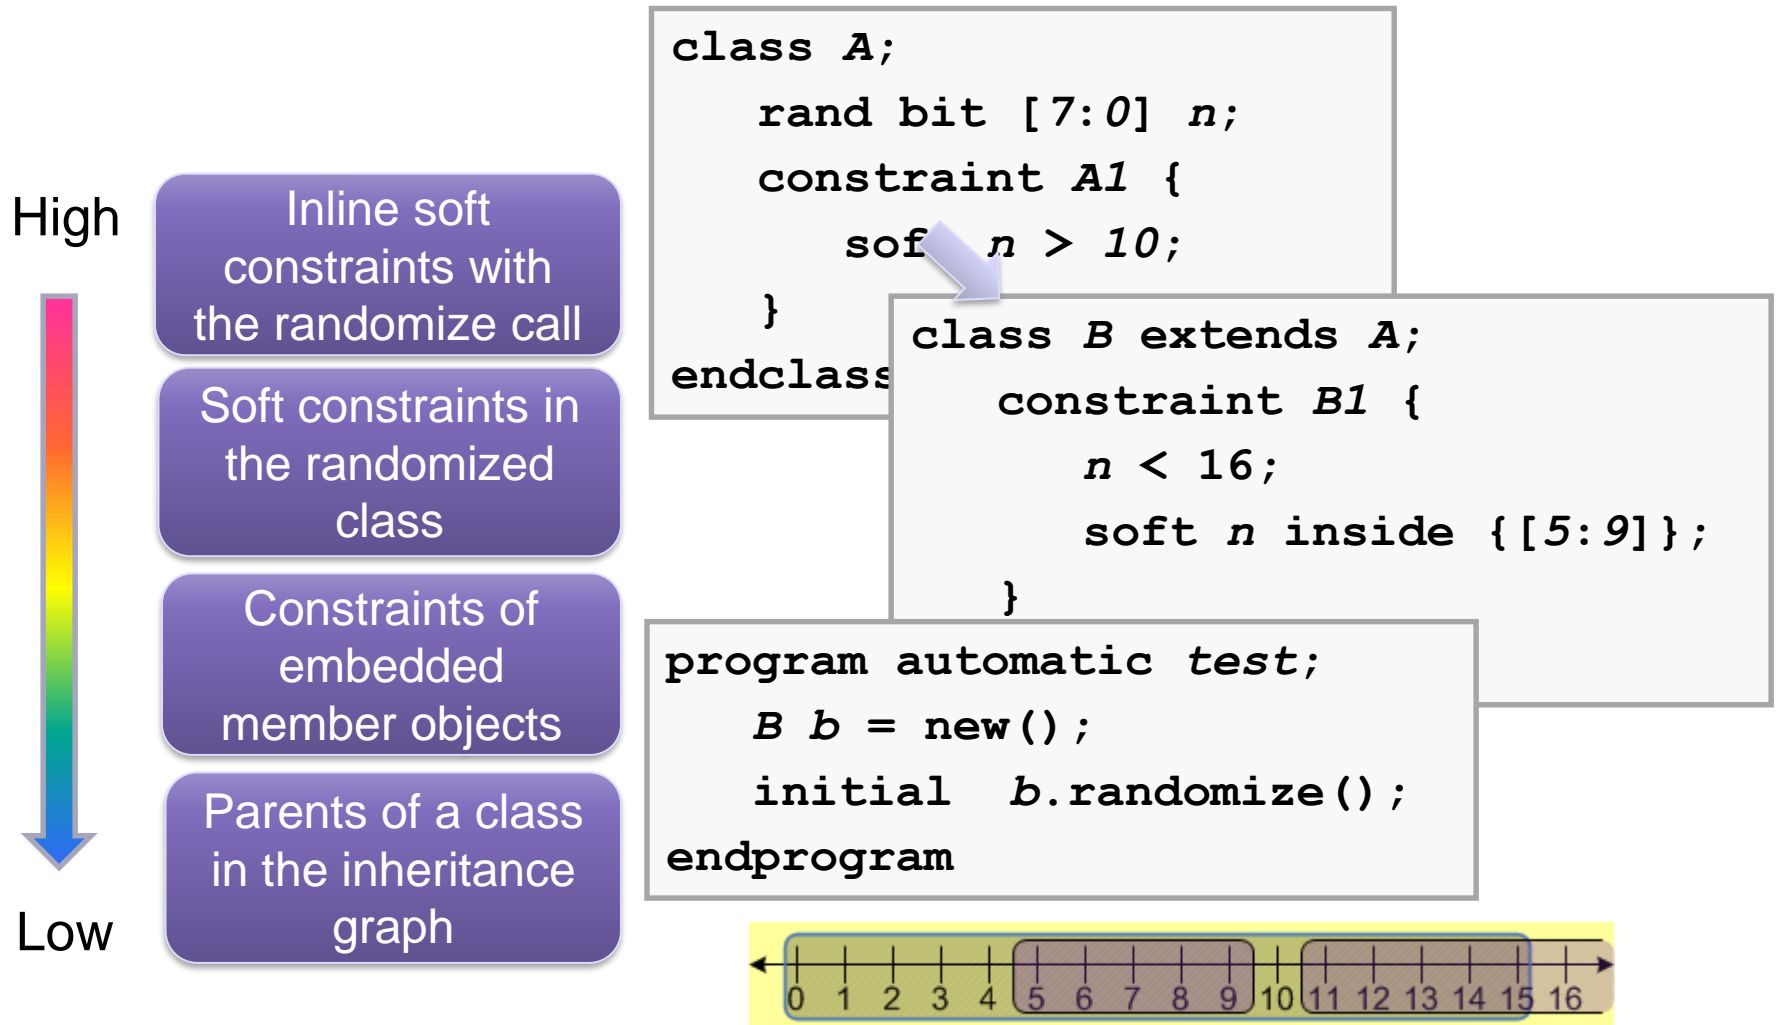 High
Inline soft
constraints with
the randomize call
Soft constraints in
the randomized
class
Constraints of
embedded
member objects
Parents of a class
in the inheritance
graph
Low
class A;
rand bit [7:0] n;
constraint A1 {
sof n > 10;
}
endclass
class B extends A;
constraint B1 {
n < 16;
soft n inside {[5:9]};
}
program automatic test;
B b = new();
initial b.randomize();
endprogram
0 1 2 3 4 5 6 7 8 9 10 11 12 13 14 15 16